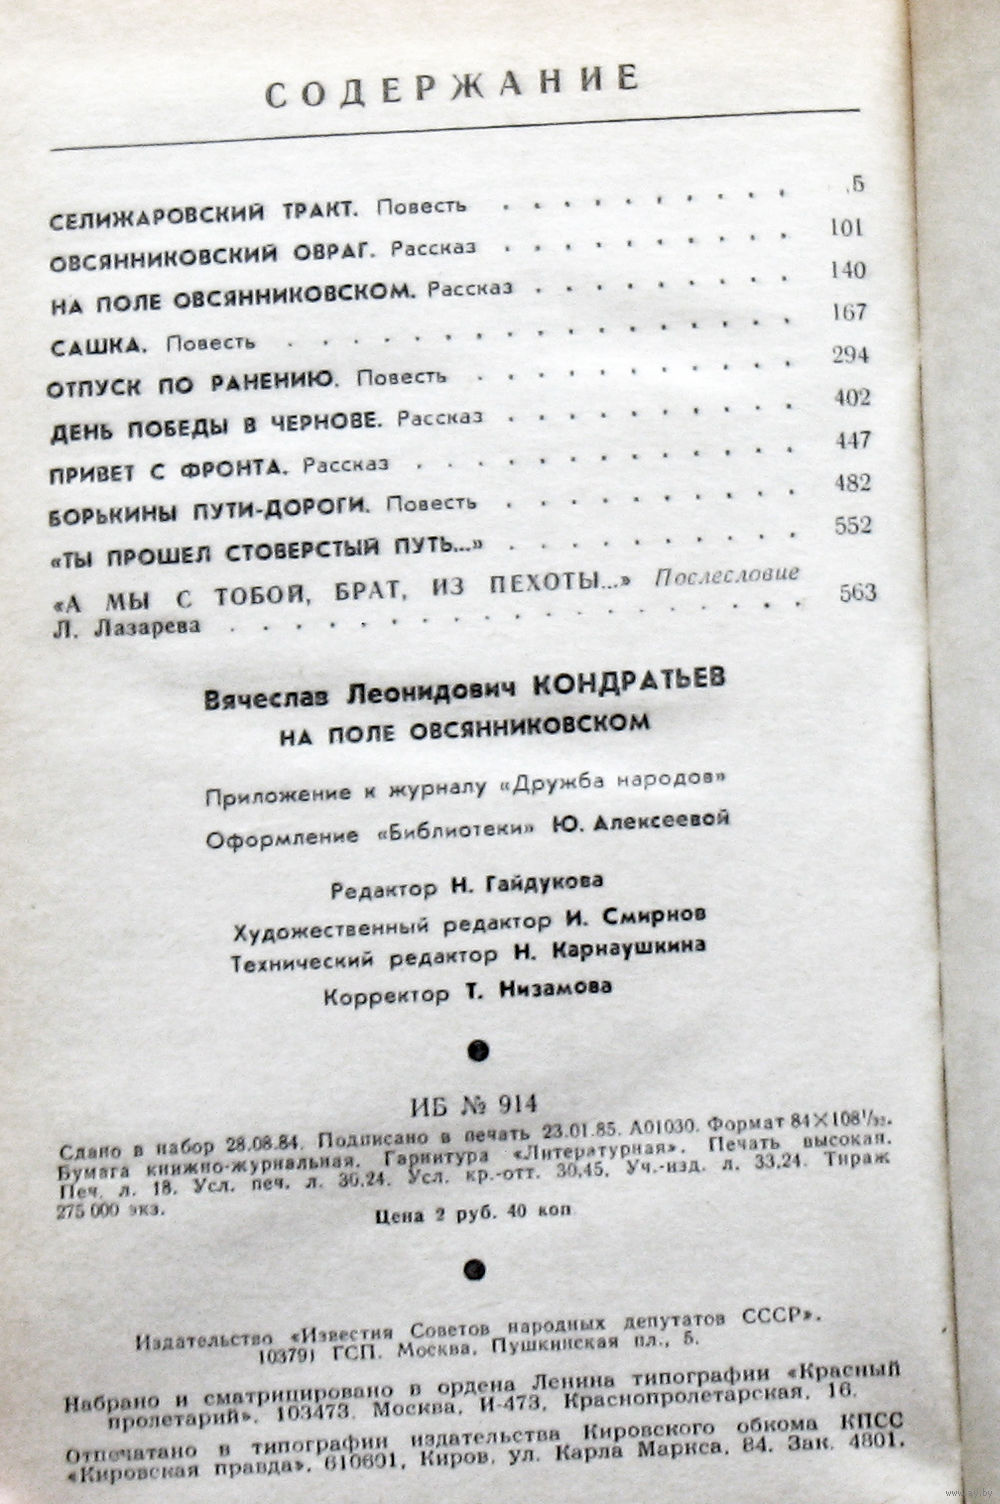 СОДЕРЖАНИЕ
СЕЛИЖАРОВСКИЙ ТРАКТ. Повесть . . . . . . . . . . 5
ОВСЯННИКОВСКИЙ ОВРАГ. Рассказ . . . . . . . . . . 101
НА ПОЛЕ ОВСЯННИКОВСКОМ. Рассказ . . . . . . . . . 140
САШКА. Повесть . . . . . . . . . . . . . . . . . 167
ОТПУСК ПО РАНЕНИЮ. Повесть . . . . . . . . . . . 294
ДЕНЬ ПОБЕДЫ В ЧЕРНОВЕ. Рассказ . . . . . . . . . . 402
ПРИВЕТ С ФРОНТА. Рассказ . . . . . . . . . . . . . 447
БОРЬКИНЫ ПУТИ-ДОРОГИ. Повесть . . . . . . . . . . 482
«ТЫ ПРОШЕЛ СТОВЕРСТЫЙ ПУТЬ...» . . . . . . . . . . 552
«А МЫ С ТОБОЙ, БРАТ, ИЗ ПЕХОТЫ...» Послесловие
Л. Лазарева . . . . . . . . . . . . . . . . . . 563
Вячеслав Леонидович КОНДРАТЬЕВ
НА ПОЛЕ ОВСЯННИКОВСКОМ
Приложение к журналу «Дружба народов»
Оформление «Библиотеки» Ю. Алексеевой
Редактор Н. Гайдукова
Художественный редактор И. Смирнов
Технический редактор Н. Карнаушкина
Корректор Т. Низамова
ИБ № 914
Сдано в набор 28.08.84. Подписано в печать 23.01.85. А01030. Формат 84×108¹/₃₂.
Бумага книжно-журнальная. Гарнитура «Литературная». Печать высокая.
Печ. л. 18. Усл. печ. л. 30,24. Усл. кр.-отт. 30,45. Уч.-изд. л. 33,24. Тираж
275 000 экз.
Цена 2 руб. 40 коп
Издательство «Известия Советов народных депутатов СССР».
103791 ГСП. Москва, Пушкинская пл., 5.
Набрано и сматрицировано в ордена Ленина типографии «Красный
пролетарий». 103473. Москва, И-473, Краснопролетарская, 16.
Отпечатано в типографии издательства Кировского обкома КПСС
«Кировская правда». 610601, Киров, ул. Карла Маркса, 84. Зак. 4801.
www.ay.by